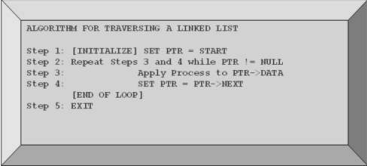 ALGORITHM FOR TRAVERSING A LINKED LIST
Step 1: [INITIALIZE] SET PTR = START
Step 2: Repeat Steps 3 and 4 while PTR != NULL
Step 3: Apply Process to PTR->DATA
Step 4: SET PTR = PTR->NEXT
[END OF LOOP]
Step 5: EXIT